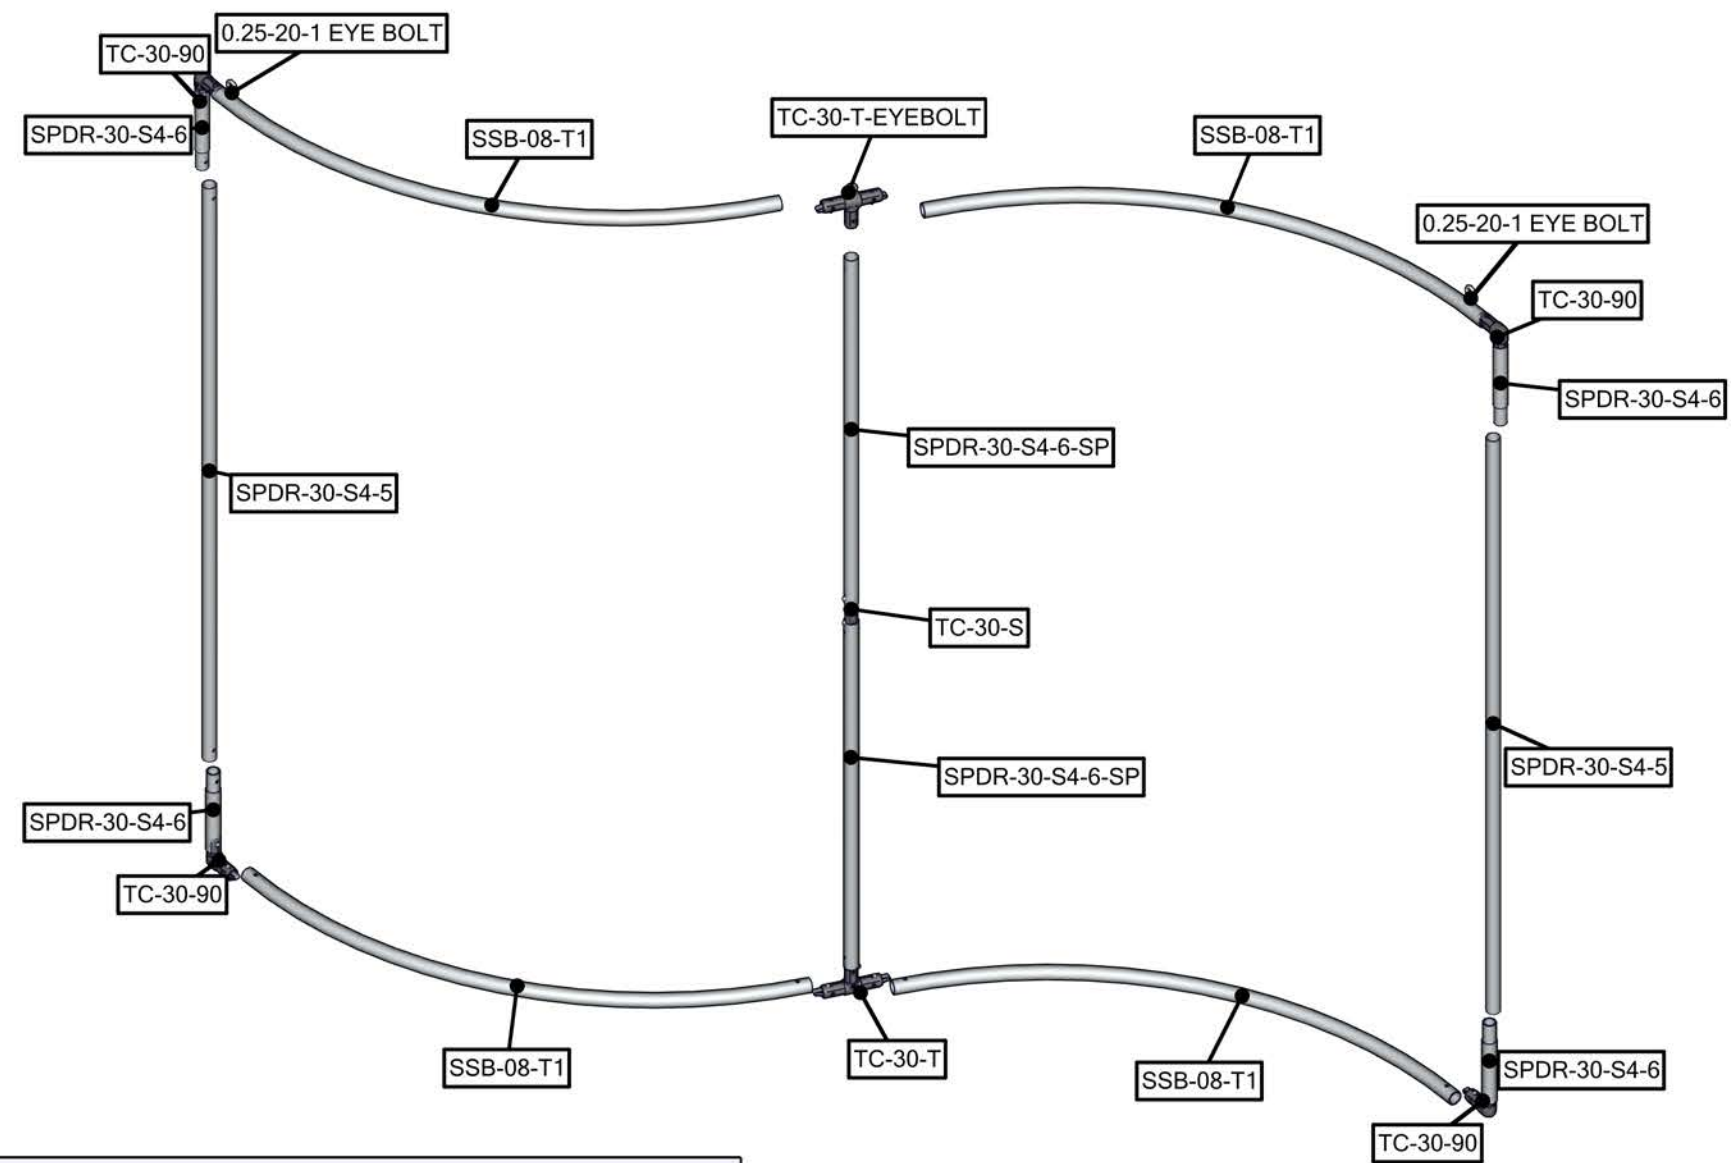 0.25-20-1 EYE BOLT
TC-30-90
SPDR-30-S4-6
SSB-08-T1
TC-30-T-EYEBOLT
SSB-08-T1
0.25-20-1 EYE BOLT
TC-30-90
SPDR-30-S4-6
SPDR-30-S4-6-SP
SPDR-30-S4-5
TC-30-S
SPDR-30-S4-6-SP
SPDR-30-S4-5
SPDR-30-S4-6
TC-30-90
SSB-08-T1
TC-30-T
SSB-08-T1
SPDR-30-S4-6
TC-30-90